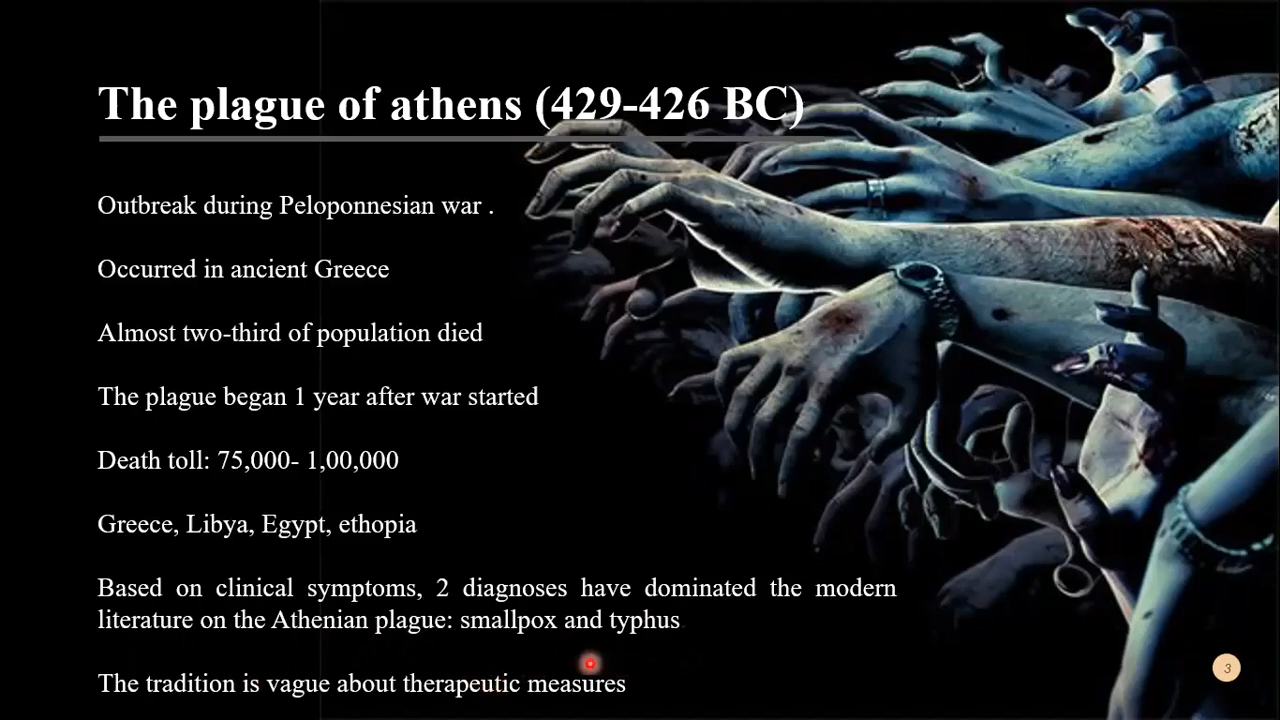 The plague of athens (429-426 BC)
Outbreak during Peloponnesian war .
Occurred in ancient Greece
Almost two-third of population died
The plague began 1 year after war started
Death toll: 75,000- 1,00,000
Greece, Libya, Egypt, ethopia
Based on clinical symptoms, 2 diagnoses have dominated the modern
literature on the Athenian plague: smallpox and typhus
The tradition is vague about therapeutic measures
3